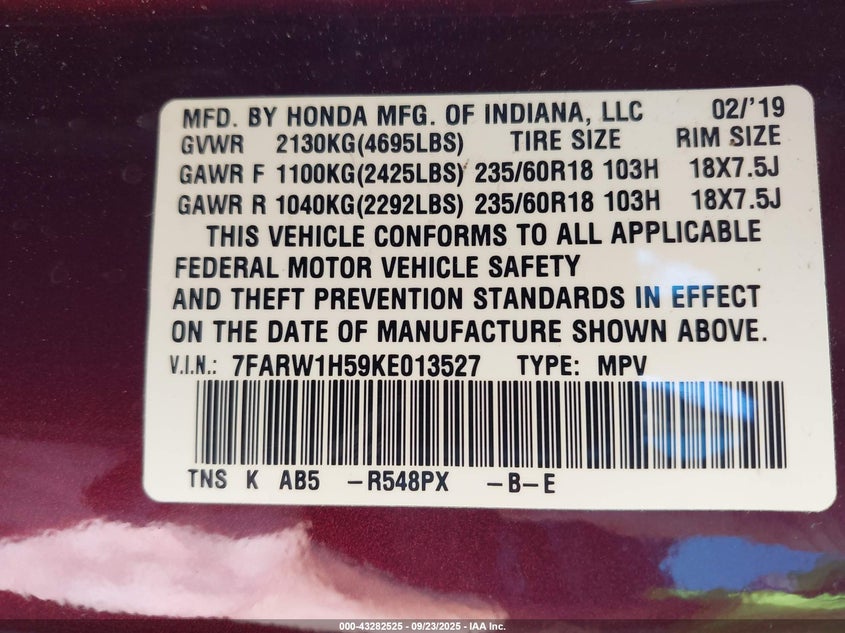 MFD. BY HONDA MFG. OF INDIANA, LLC 02/'19
GVWR 2130KG(4695LBS) TIRE SIZE RIM SIZE
GAWR F 1100KG(2425LBS) 235/60R18 103H 18X7.5J
GAWR R 1040KG(2292LBS) 235/60R18 103H 18X7.5J
THIS VEHICLE CONFORMS TO ALL APPLICABLE
FEDERAL MOTOR VEHICLE SAFETY
AND THEFT PREVENTION STANDARDS IN EFFECT
ON THE DATE OF MANUFACTURE SHOWN ABOVE.
V.I.N.: 7FARW1H59KE013527 TYPE: MPV
TNS K AB5 -R548PX -B-E
000-43282525 - 09/23/2025 - IAA Inc.